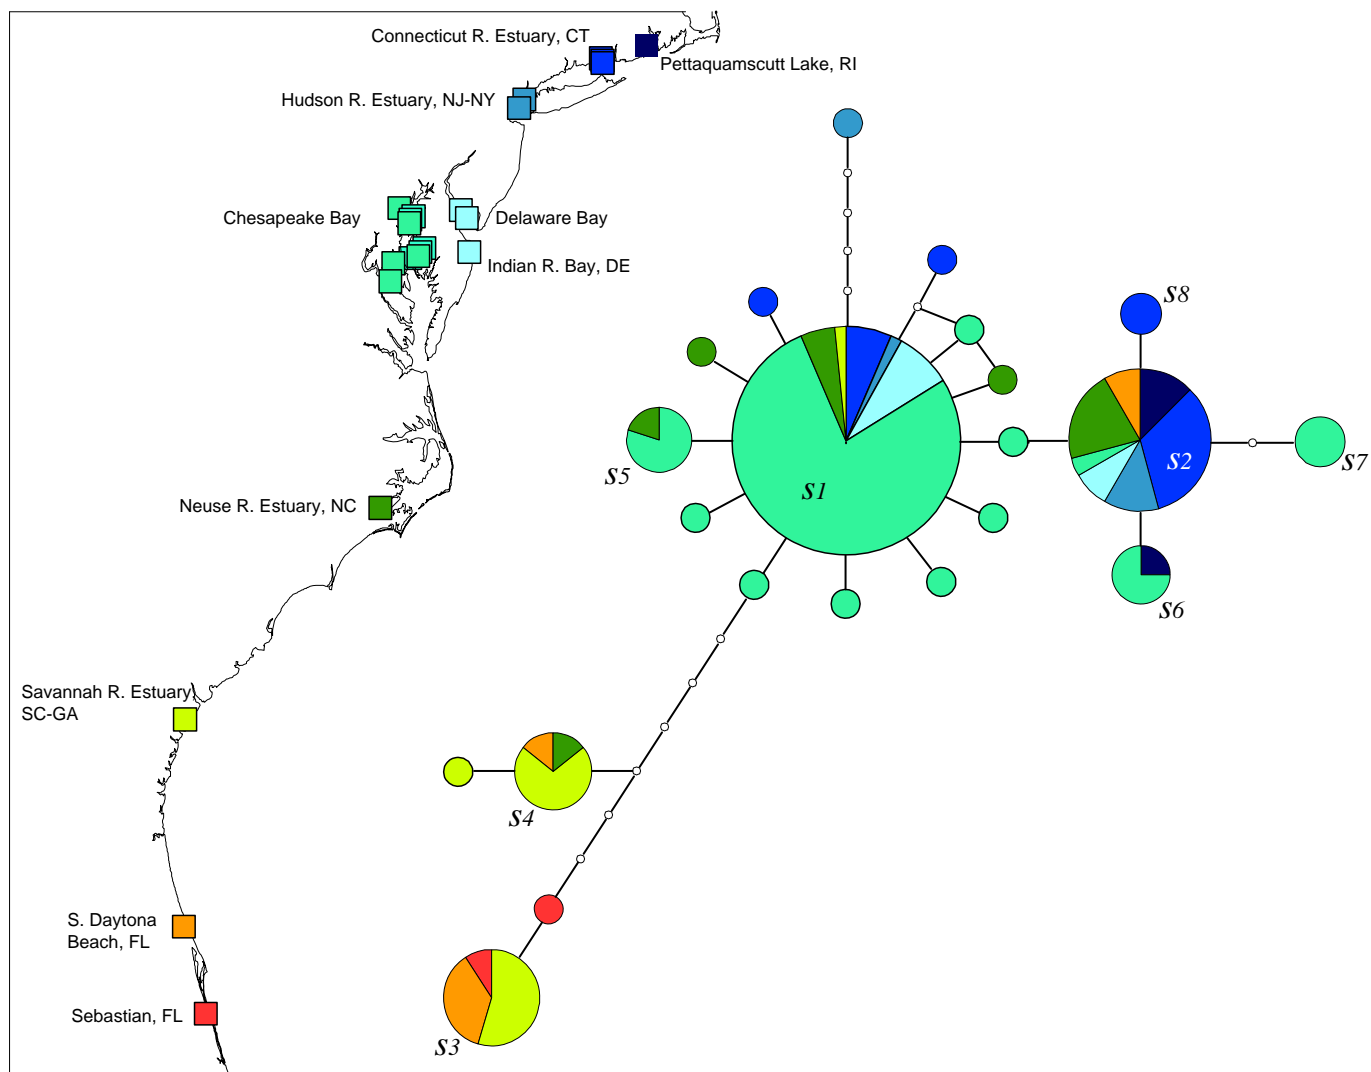 Connecticut R. Estuary, CT
Pettaquamscutt Lake, RI
Hudson R. Estuary, NJ-NY
Chesapeake Bay
Delaware Bay
Indian R. Bay, DE
S8
S2
S7
S5
S1
S6
Neuse R. Estuary, NC
Savannah R. Estuary
SC-GA
S4
S. Daytona
Beach, FL
Sebastian, FL
S3